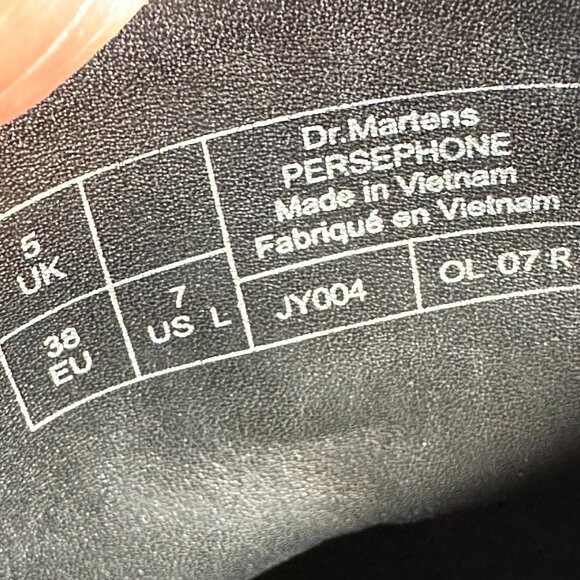 Dr.Martens
PERSEPHONE
Made in Vietnam
Fabriqué en Vietnam
5
UK
38
EU
7
US L
JY004
OL 07 R